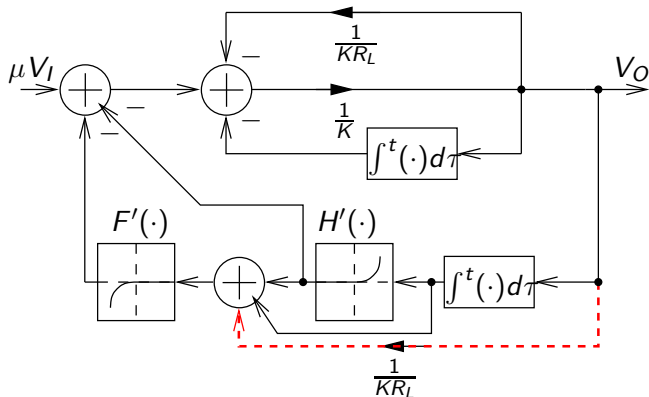 1/(KR_L)
μV_I
V_O
1/K
∫^t(·)dτ
F′(·)
H′(·)
∫^t(·)dτ
1/(KR_L)